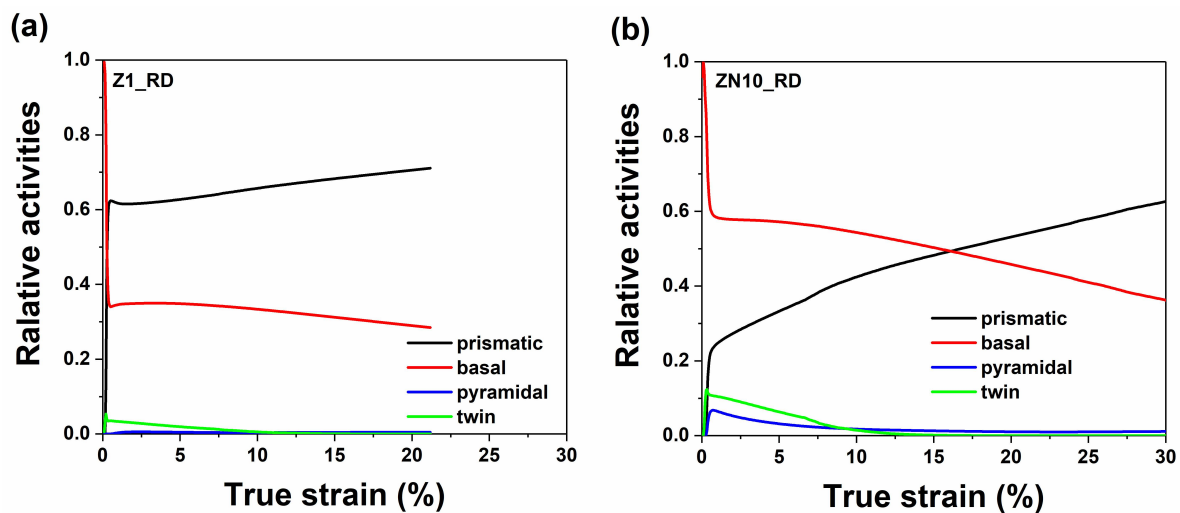 (a)
Z1_RD
Ralative activities
1.0
0.8
0.6
0.4
0.2
0.0
prismatic
basal
pyramidal
twin
0 5 10 15 20 25 30
True strain (%)
(b)
ZN10_RD
Ralative activities
1.0
0.8
0.6
0.4
0.2
0.0
prismatic
basal
pyramidal
twin
0 5 10 15 20 25 30
True strain (%)